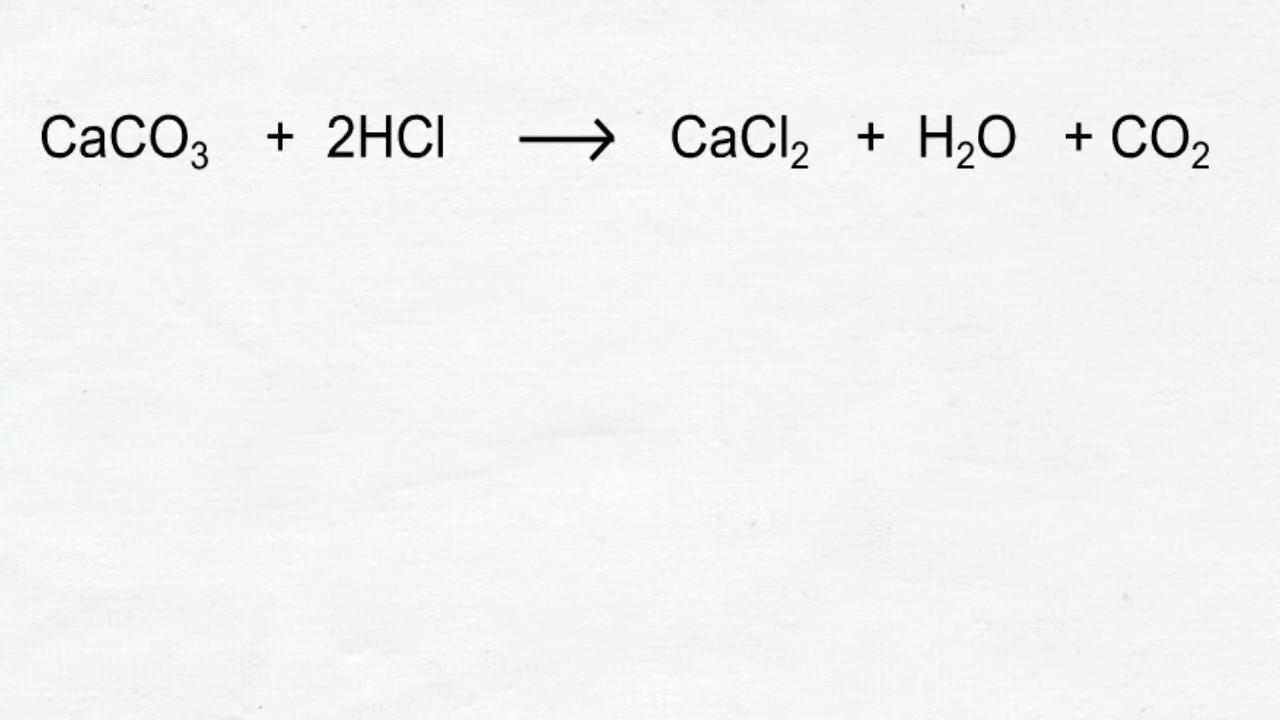 CaCO₃ + 2HCl ⟶ CaCl₂ + H₂O + CO₂